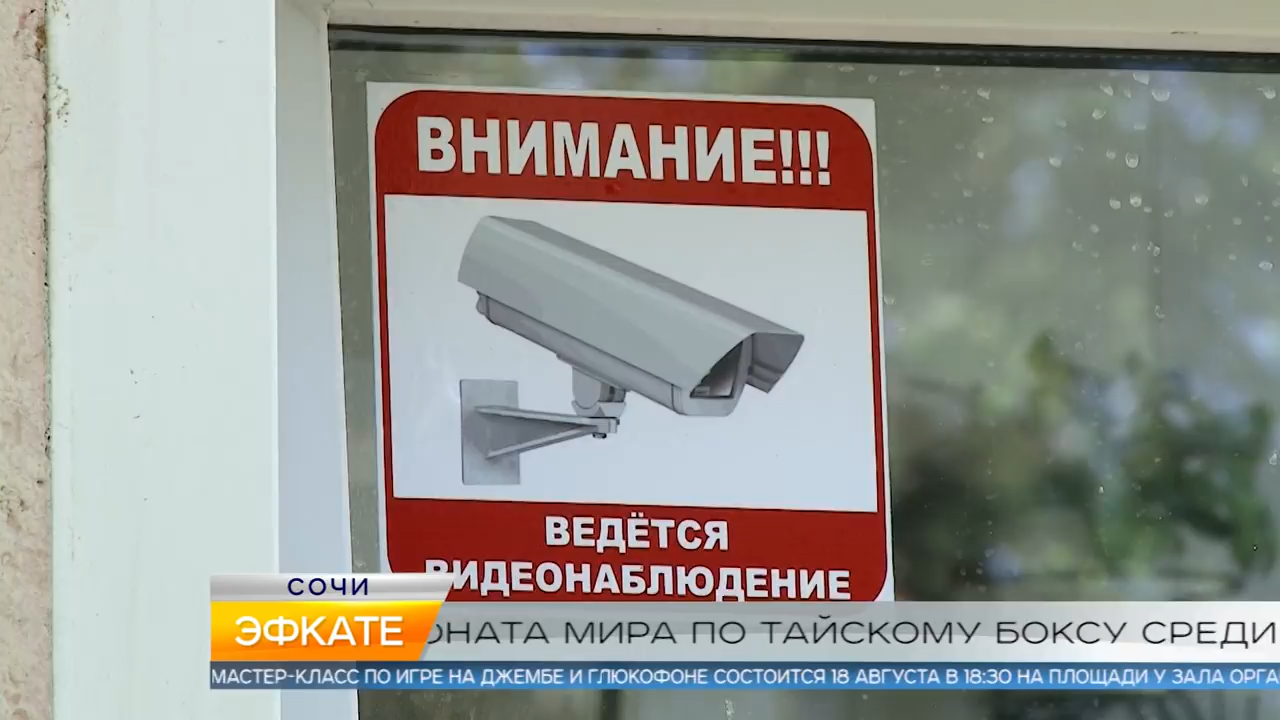 ВНИМАНИЕ!!!
ВЕДЁТСЯ
ВИДЕОНАБЛЮДЕНИЕ
СОЧИ
ЭФКАТЕ
ОНАТА МИРА ПО ТАЙСКОМУ БОКСУ СРЕДИ
МАСТЕР-КЛАСС ПО ИГРЕ НА ДЖЕМБЕ И ГЛЮКОФОНЕ СОСТОИТСЯ 18 АВГУСТА В 18:30 НА ПЛОЩАДИ У ЗАЛА ОРГА